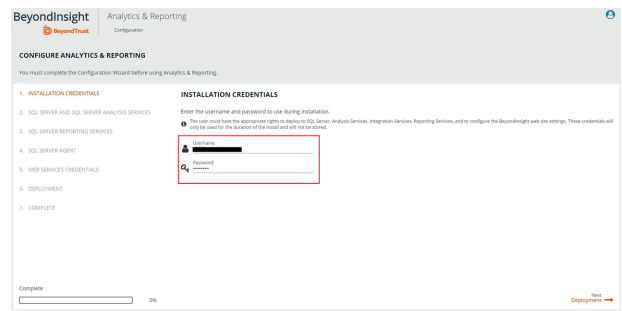 BeyondInsight
BeyondTrust
Analytics & Reporting
Configuration
CONFIGURE ANALYTICS & REPORTING
You must complete the Configuration Wizard before using Analytics & Reporting.
1. INSTALLATION CREDENTIALS
2. SQL SERVER AND SQL SERVER ANALYSIS SERVICES
3. SQL SERVER REPORTING SERVICES
4. SQL SERVER AGENT
5. WEB SERVICES CREDENTIALS
6. DEPLOYMENT
7. COMPLETE
INSTALLATION CREDENTIALS
Enter the username and password to use during installation.
The user must have the appropriate rights to deploy to SQL Server, Analysis Services, Integration Services, Reporting Services, and to configure the BeyondInsight web site settings. These credentials will
only be used for the duration of the install and will not be stored.
Username
Password
Complete
0%
Next
Deployment